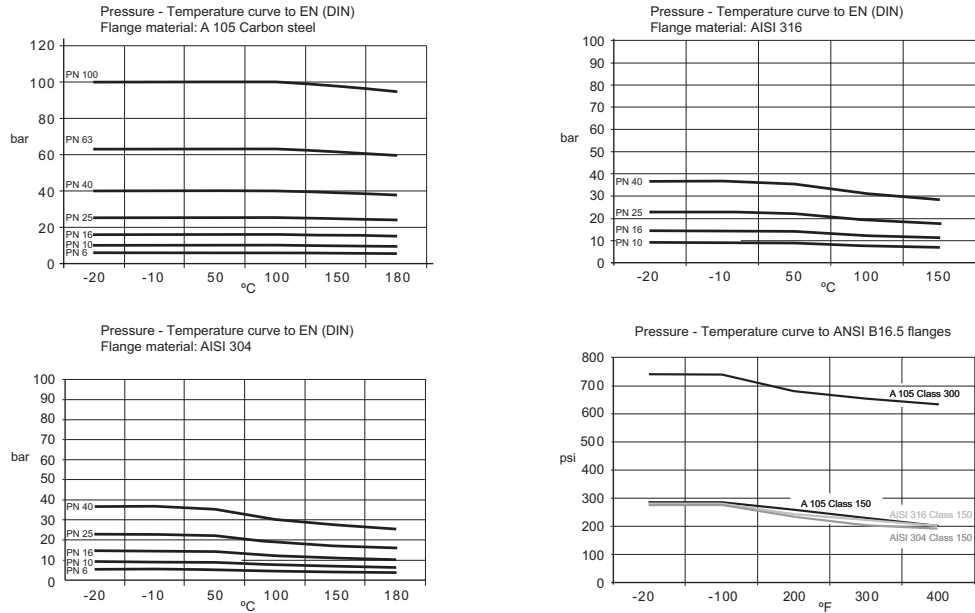 Pressure - Temperature curve to EN (DIN)
Flange material: A 105 Carbon steel
120
100
80
60
40
20
0
bar
PN 100
PN 63
PN 40
PN 25
PN 16
PN 10
PN 6
-20 -10 50 100 150 180
ºC
Pressure - Temperature curve to EN (DIN)
Flange material: AISI 316
100
90
80
70
60
50
40
30
20
10
0
bar
PN 40
PN 25
PN 16
PN 10
-20 -10 50 100 150
ºC
Pressure - Temperature curve to EN (DIN)
Flange material: AISI 304
100
90
80
70
60
50
40
30
20
10
0
bar
PN 40
PN 25
PN 16
PN 10
PN 6
-20 -10 50 100 150 180
ºC
Pressure - Temperature curve to ANSI B16.5 flanges
800
700
600
500
400
300
200
100
0
psi
A 105 Class 300
A 105 Class 150
AISI 316 Class 150
AISI 304 Class 150
-20 -100 200 300 400
ºF